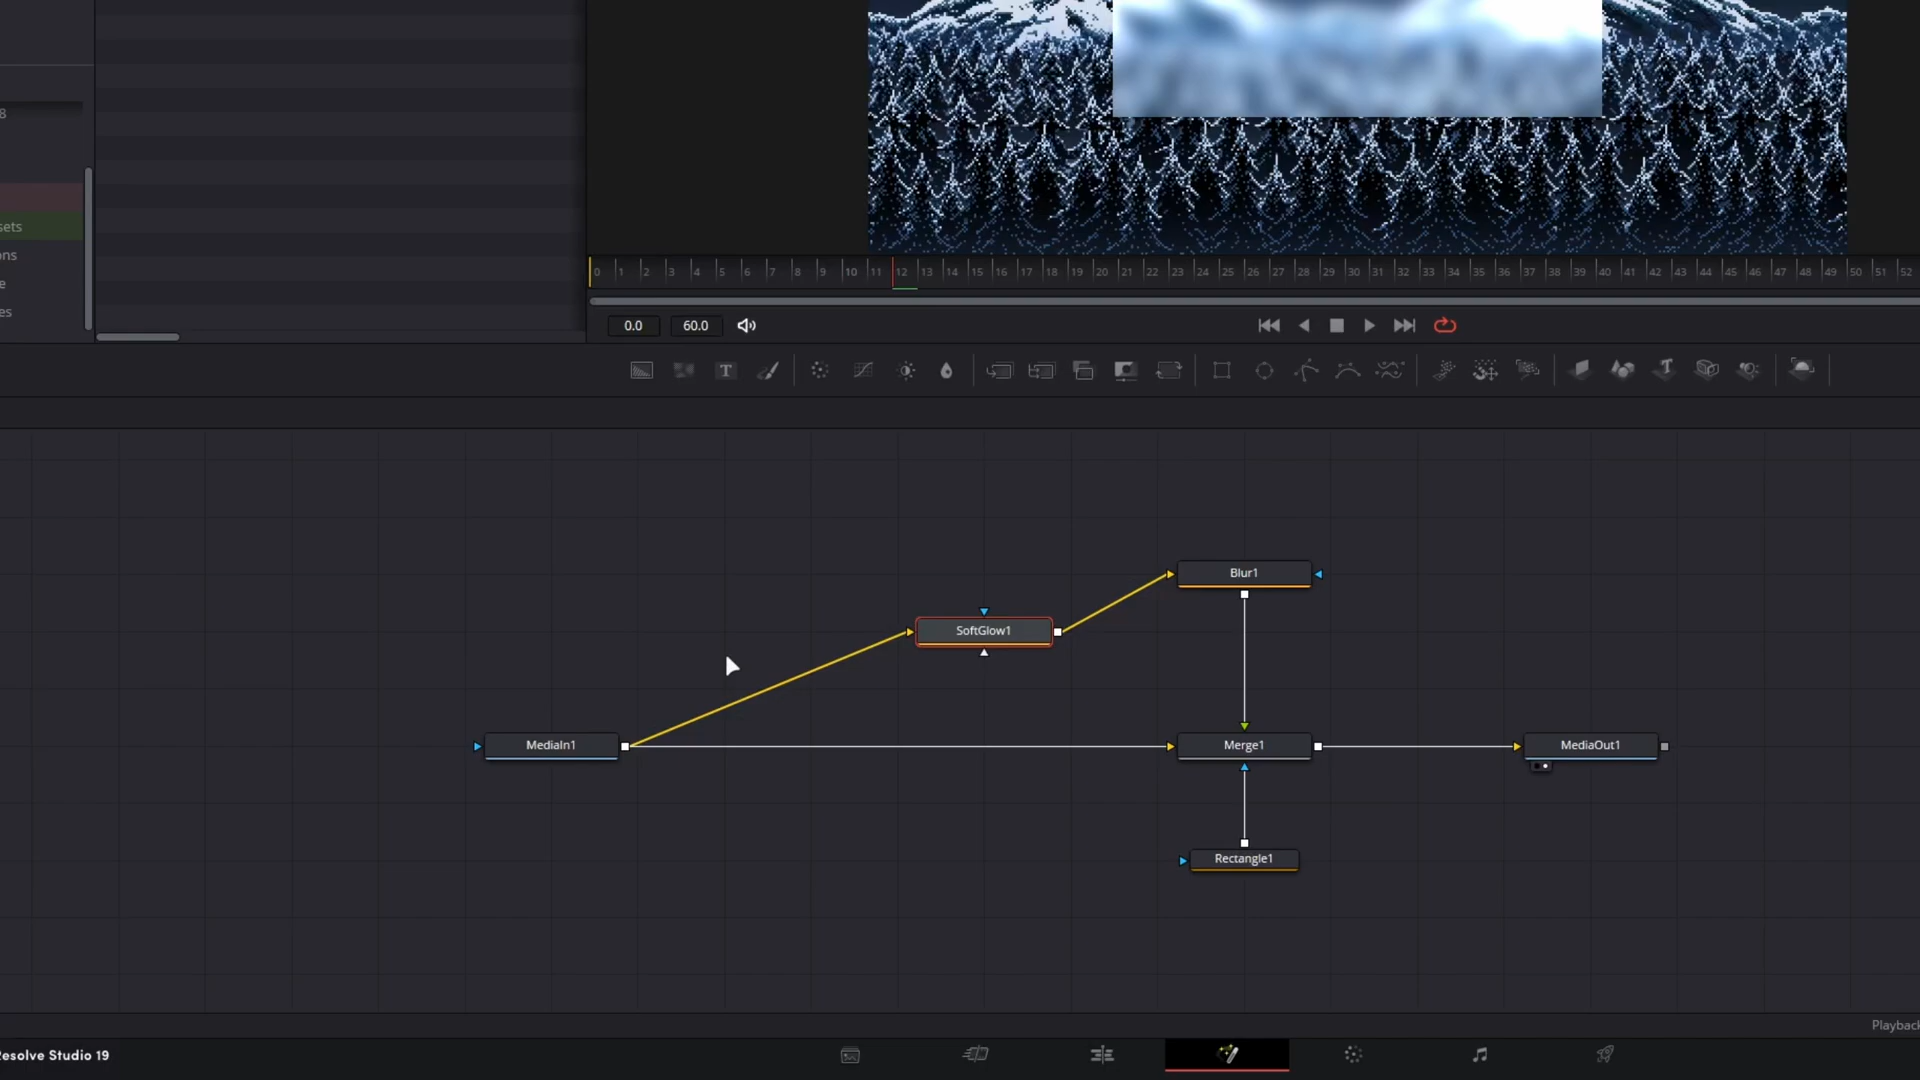 8
sets
ons
e
es
0 1 2 3 4 5 6 7 8 9 10 11 12 13 14 15 16 17 18 19 20 21 22 23 24 25 26 27 28 29 30 31 32 33 34 35 36 37 38 39 40 41 42 43 44 45 46 47 48 49 50 51 52
0.0 60.0
T
T
Blur1
SoftGlow1
MediaIn1
Merge1
MediaOut1
Rectangle1
Playback
esolve Studio 19